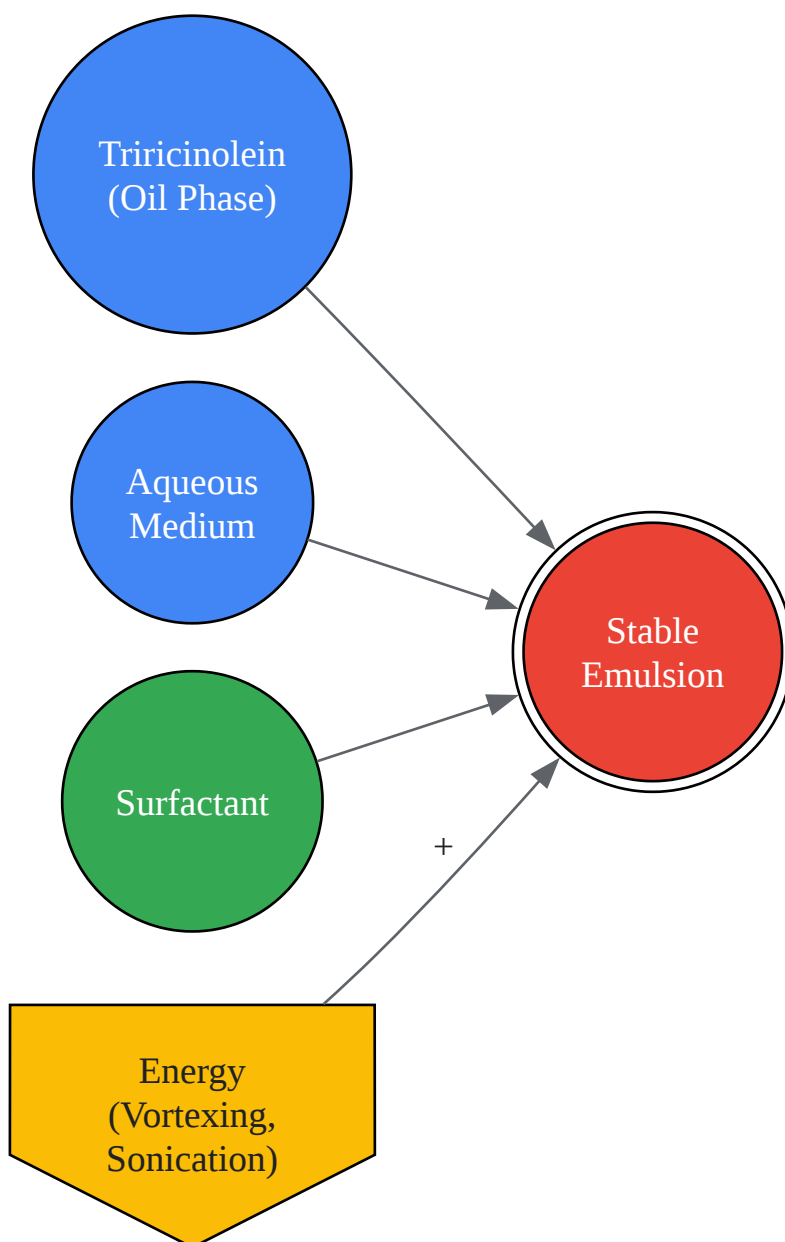 Triricinolein
(Oil Phase)
Aqueous
Medium
Stable
Emulsion
Surfactant
+
Energy
(Vortexing,
Sonication)